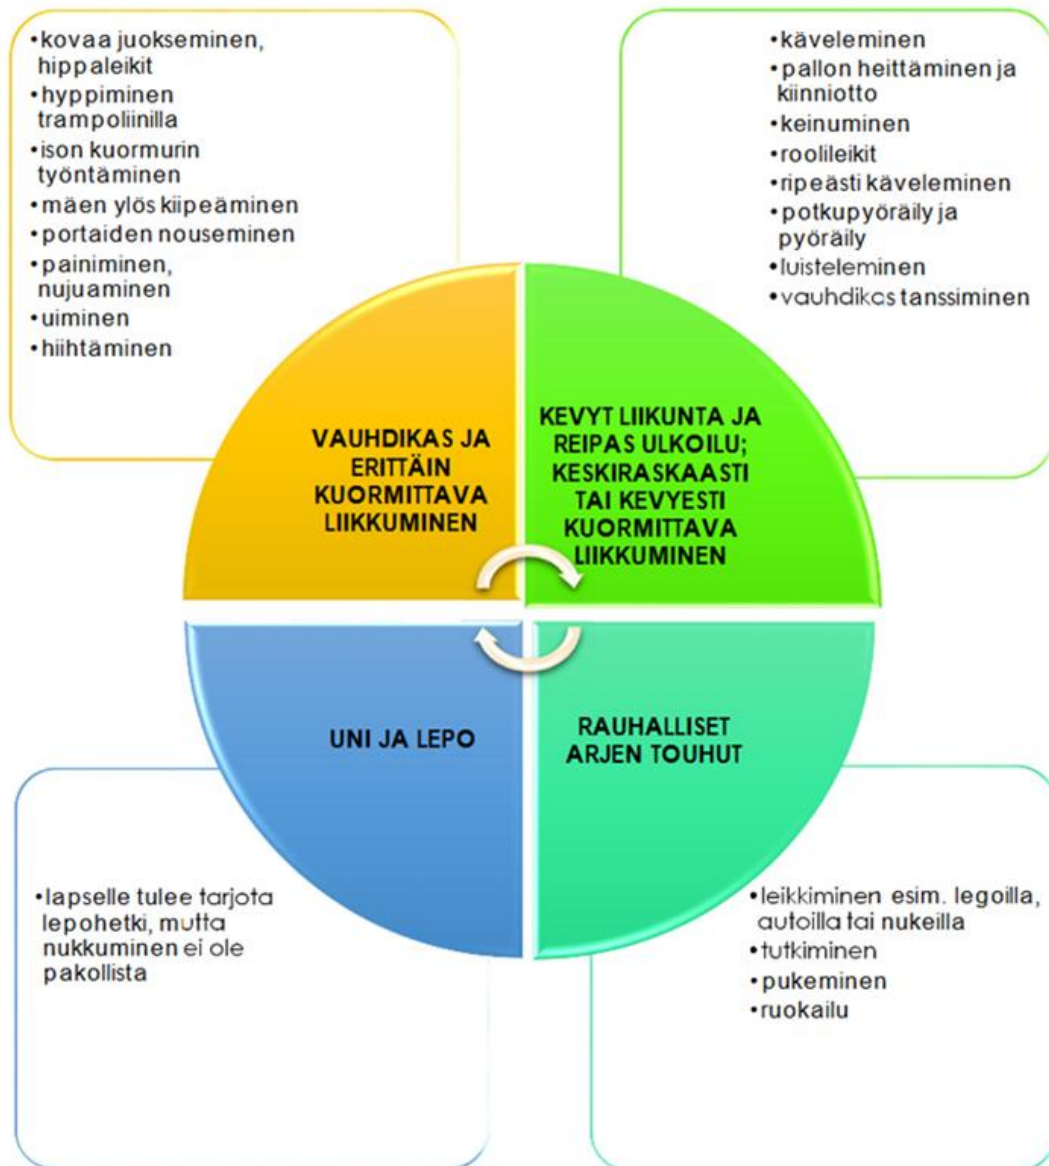 •kovaa juokseminen,
hippaleikit
•hyppiminen
trampoliinilla
•ison kuormurin
työntäminen
•mäen ylös kiipeäminen
•portaiden nouseminen
•painiminen,
nujuaminen
•uiminen
•hiihtäminen
•käveleminen
•pallon heittäminen ja
kiinniotto
•keinuminen
•roolileikit
•ripeästi käveleminen
•potkupyöräily ja
pyöräily
•luisteleminen
•vauhdikas tanssiminen
VAUHDIKAS JA
ERITTÄIN
KUORMITTAVA
LIIKKUMINEN
KEVYT LIIKUNTA JA
REIPAS ULKOILU;
KESKIRASKAASTI
TAI KEVYESTI
KUORMITTAVA
LIIKKUMINEN
UNI JA LEPO
RAUHALLISET
ARJEN TOUHUT
•lapselle tulee tarjota
lepohetki, mutta
nukkuminen ei ole
pakollista
•leikkiminen esim. legoilla,
autoilla tai nukeilla
•tutkiminen
•pukeminen
•ruokailu